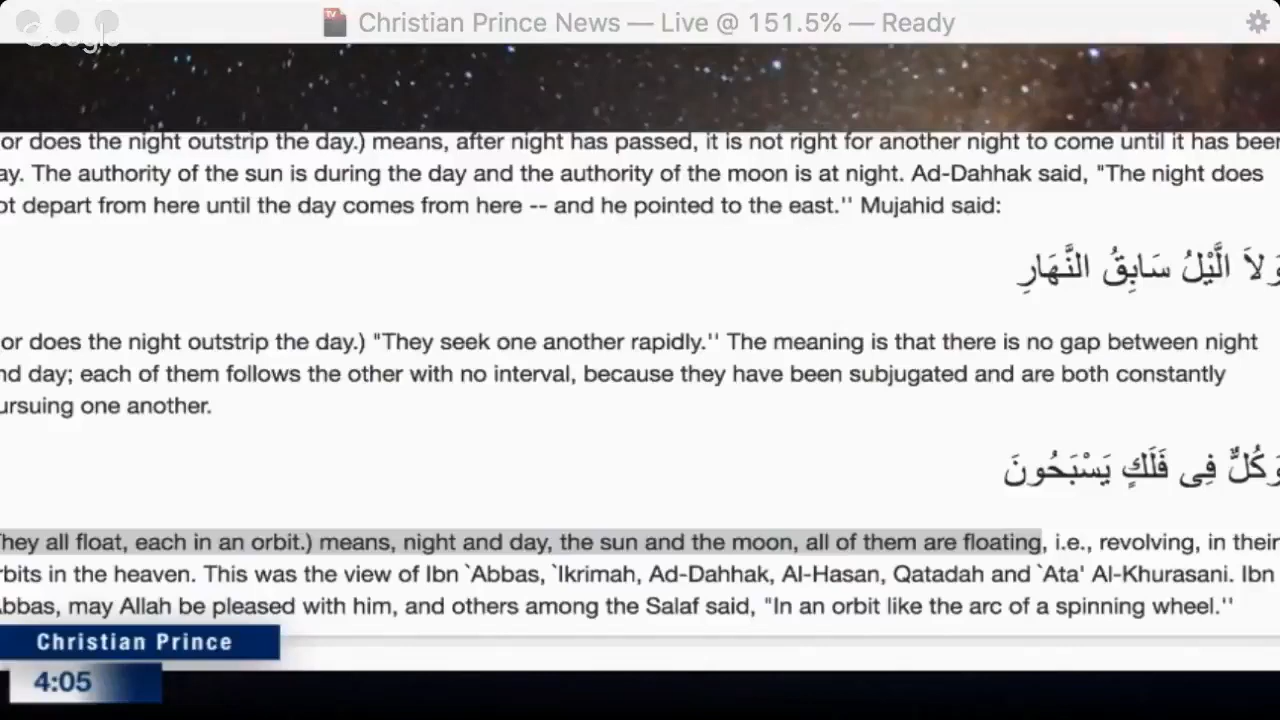 Christian Prince News — Live @ 151.5% — Ready
Google
or does the night outstrip the day.) means, after night has passed, it is not right for another night to come until it has been
ay. The authority of the sun is during the day and the authority of the moon is at night. Ad-Dahhak said, "The night does
ot depart from here until the day comes from here -- and he pointed to the east.'' Mujahid said:
وَلاَ الَّيْلُ سَابِقُ النَّهَارِ
or does the night outstrip the day.) "They seek one another rapidly.'' The meaning is that there is no gap between night
nd day; each of them follows the other with no interval, because they have been subjugated and are both constantly
ursuing one another.
وَكُلٌّ فِى فَلَكٍ يَسْبَحُونَ
They all float, each in an orbit.) means, night and day, the sun and the moon, all of them are floating, i.e., revolving, in their
rbits in the heaven. This was the view of Ibn `Abbas, `Ikrimah, Ad-Dahhak, Al-Hasan, Qatadah and `Ata' Al-Khurasani. Ibn
Abbas, may Allah be pleased with him, and others among the Salaf said, "In an orbit like the arc of a spinning wheel.''
Christian Prince
4:05